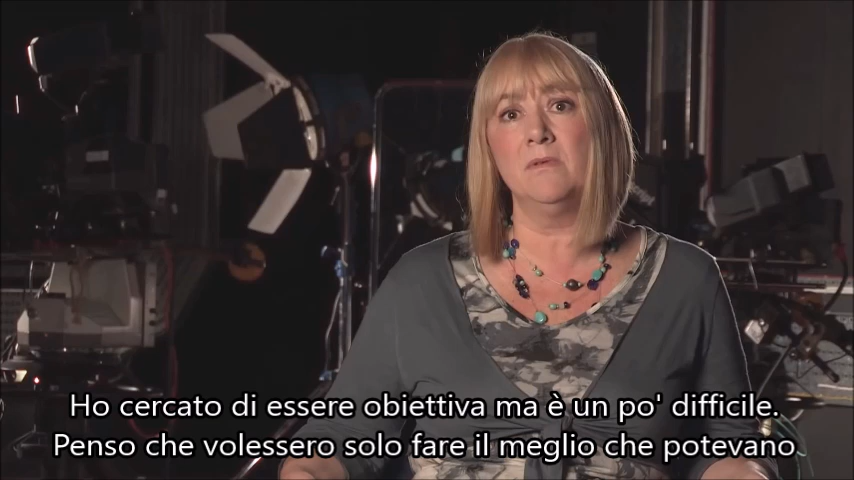 Ho cercato di essere obiettiva ma è un po' difficile.
Penso che volessero solo fare il meglio che potevano